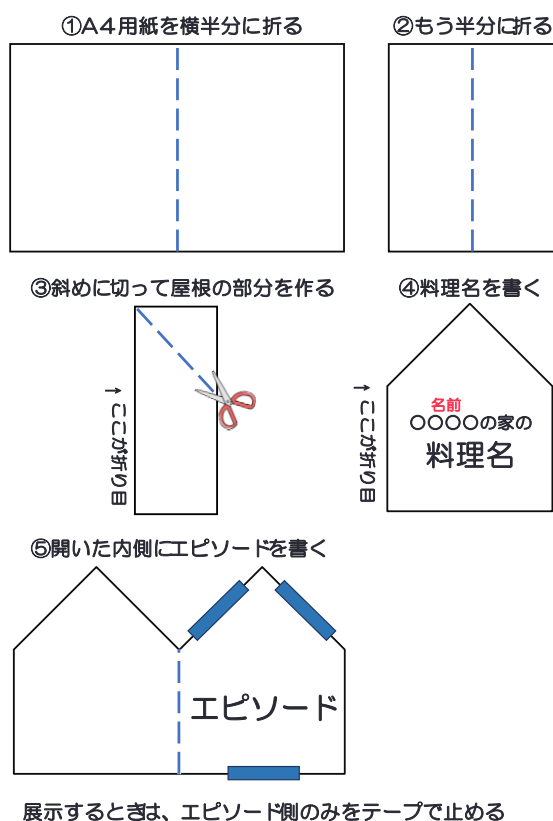 ①A4用紙を横半分に折る
②もう半分に折る
③斜めに切って屋根の部分を作る
④料理名を書く
←ここが折り目
←ここが折り目
名前
〇〇〇〇の家の
料理名
⑤開いた内側にエピソードを書く
エピソード
展示するときは、エピソード側のみをテープで止める